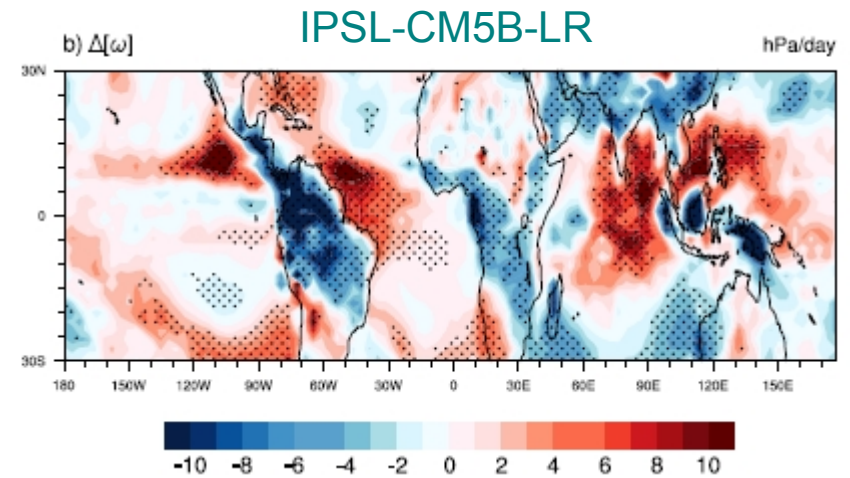 IPSL-CM5B-LR
b) Δ[ω] hPa/day
30N
0
30S
180 150W 120W 90W 60W 30W 0 30E 60E 90E 120E 150E
-10 -8 -6 -4 -2 0 2 4 6 8 10